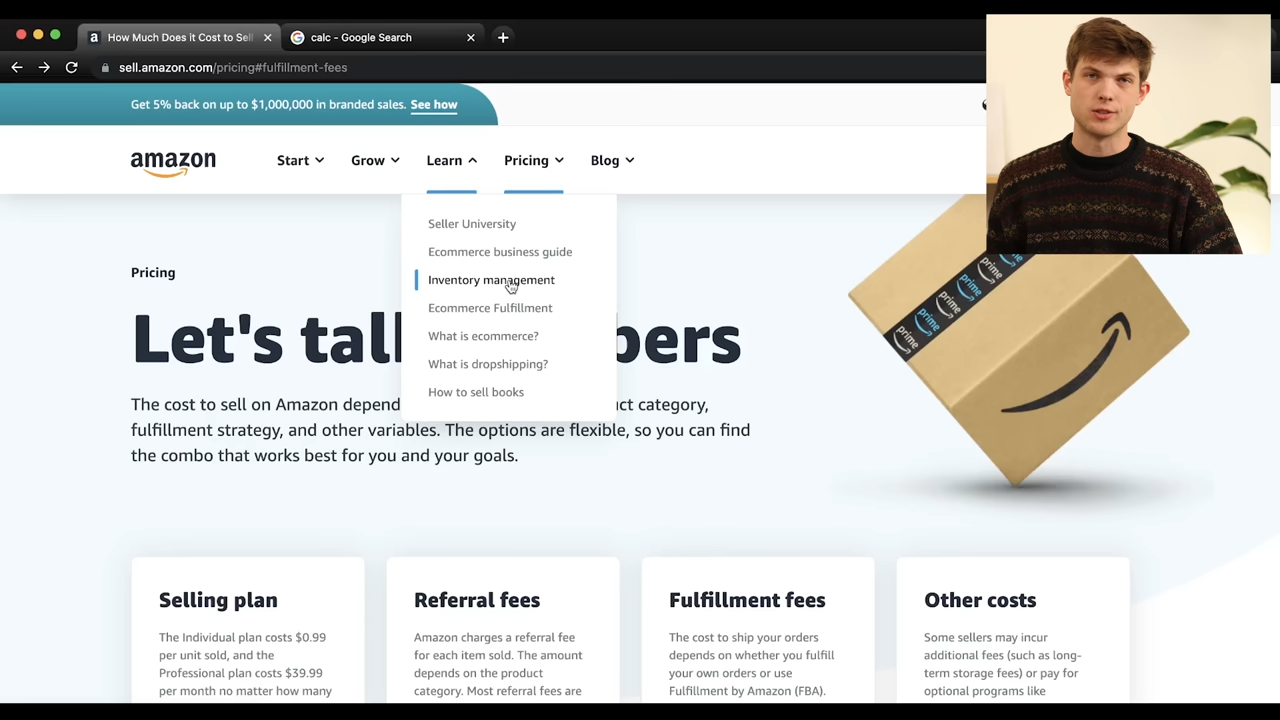 How Much Does it Cost to Sell
calc - Google Search
sell.amazon.com/pricing#fulfillment-fees
Get 5% back on up to $1,000,000 in branded sales. See how
amazon
Start
Grow
Learn
Pricing
Blog
Seller University
Ecommerce business guide
Inventory management
Ecommerce Fulfillment
What is ecommerce?
What is dropshipping?
How to sell books
Pricing
Let's tal bers
The cost to sell on Amazon depend ct category,
fulfillment strategy, and other variables. The options are flexible, so you can find
the combo that works best for you and your goals.
prime
prime
prime
prime
prime
Selling plan
The Individual plan costs $0.99
per unit sold, and the
Professional plan costs $39.99
per month no matter how many
Referral fees
Amazon charges a referral fee
for each item sold. The amount
depends on the product
category. Most referral fees are
Fulfillment fees
The cost to ship your orders
depends on whether you fulfill
your own orders or use
Fulfillment by Amazon (FBA).
Other costs
Some sellers may incur
additional fees (such as long-
term storage fees) or pay for
optional programs like